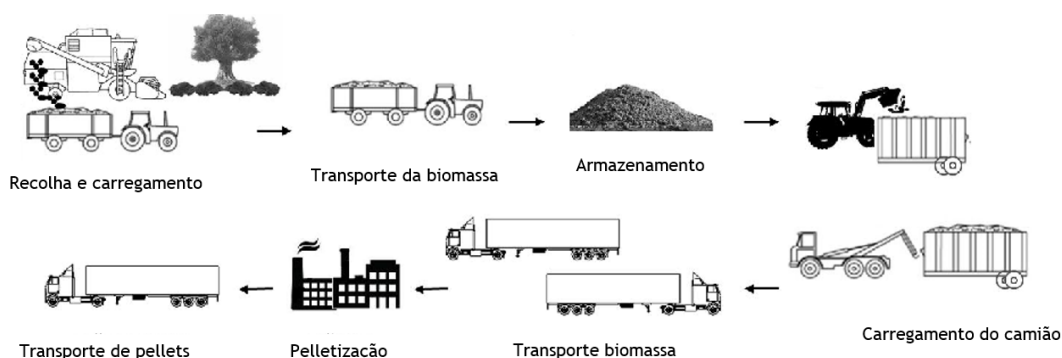 Recolha e carregamento
Transporte da biomassa
Armazenamento
Carregamento do camião
Transporte biomassa
Pelletização
Transporte de pellets